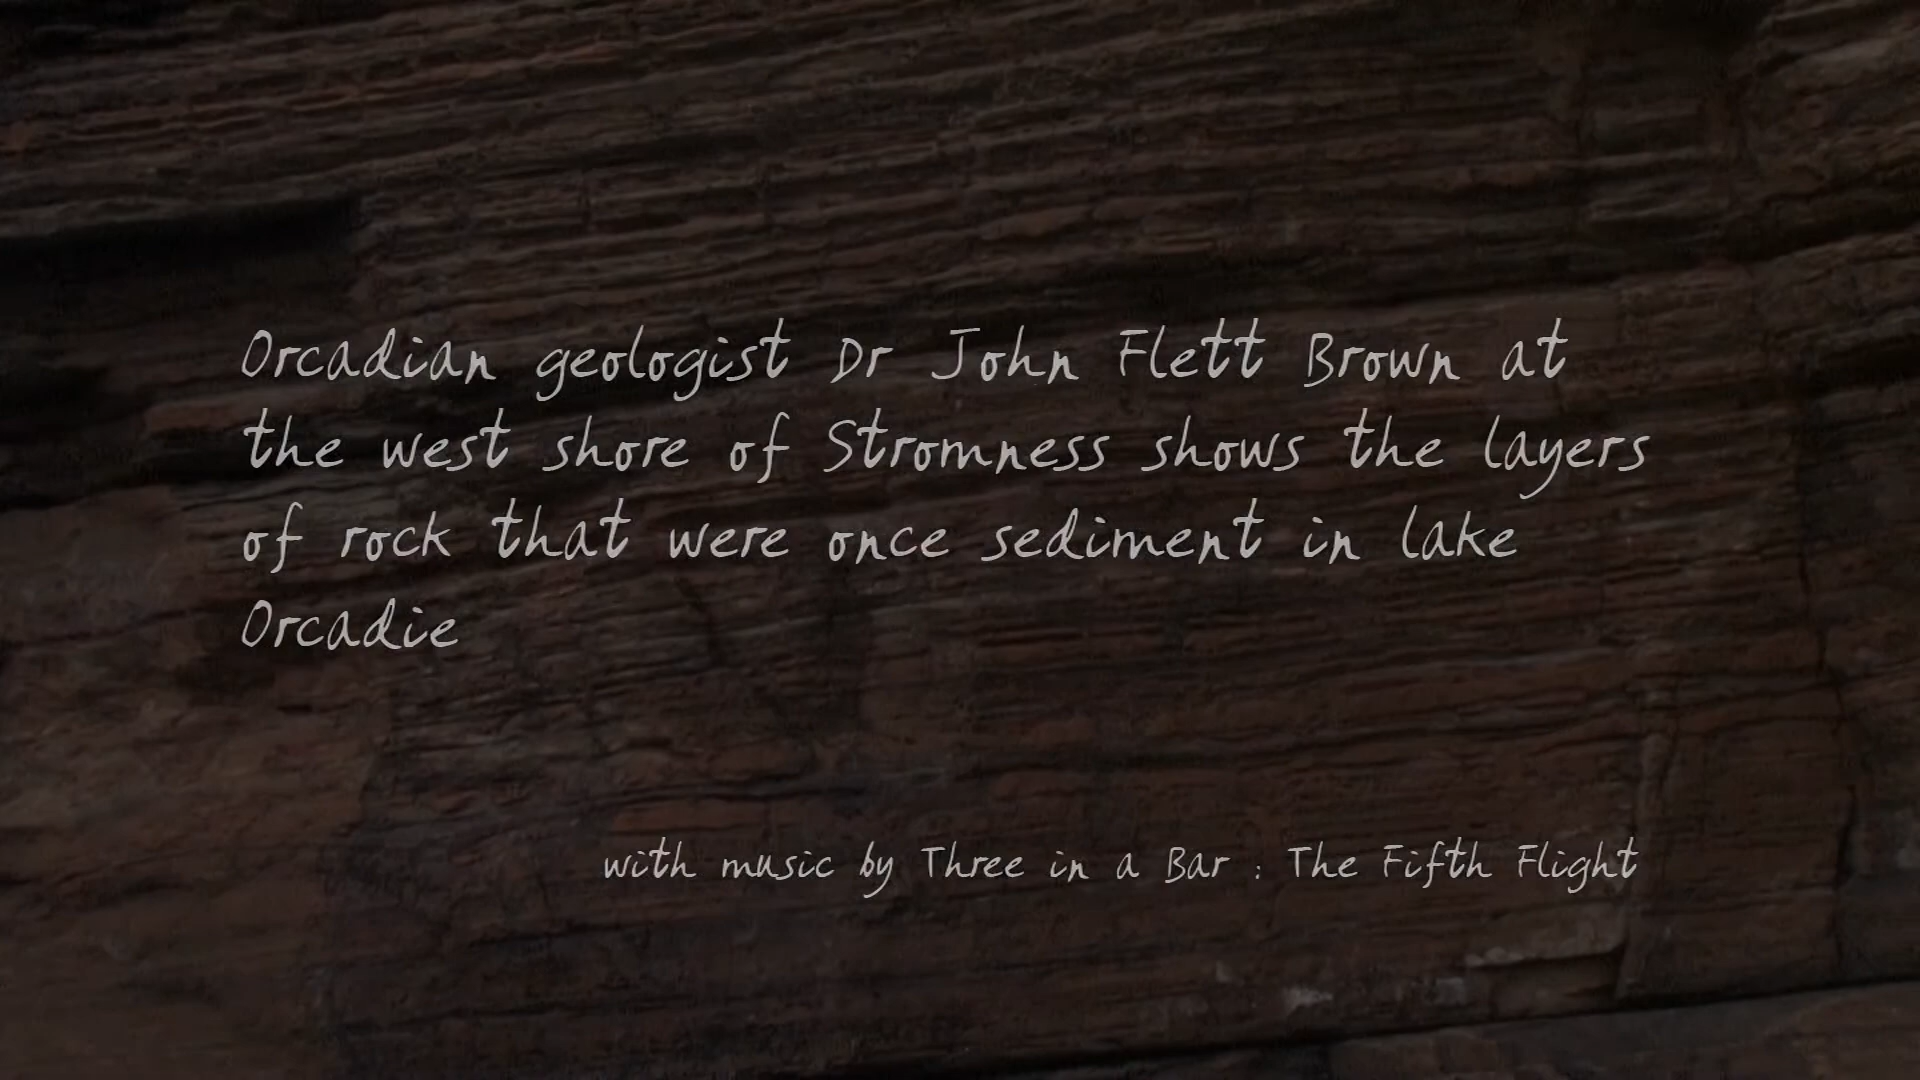 Orcadian geologist Dr John Flett Brown at
the west shore of Stromness shows the layers
of rock that were once sediment in lake
Orcadie
with music by Three in a Bar : The Fifth Flight